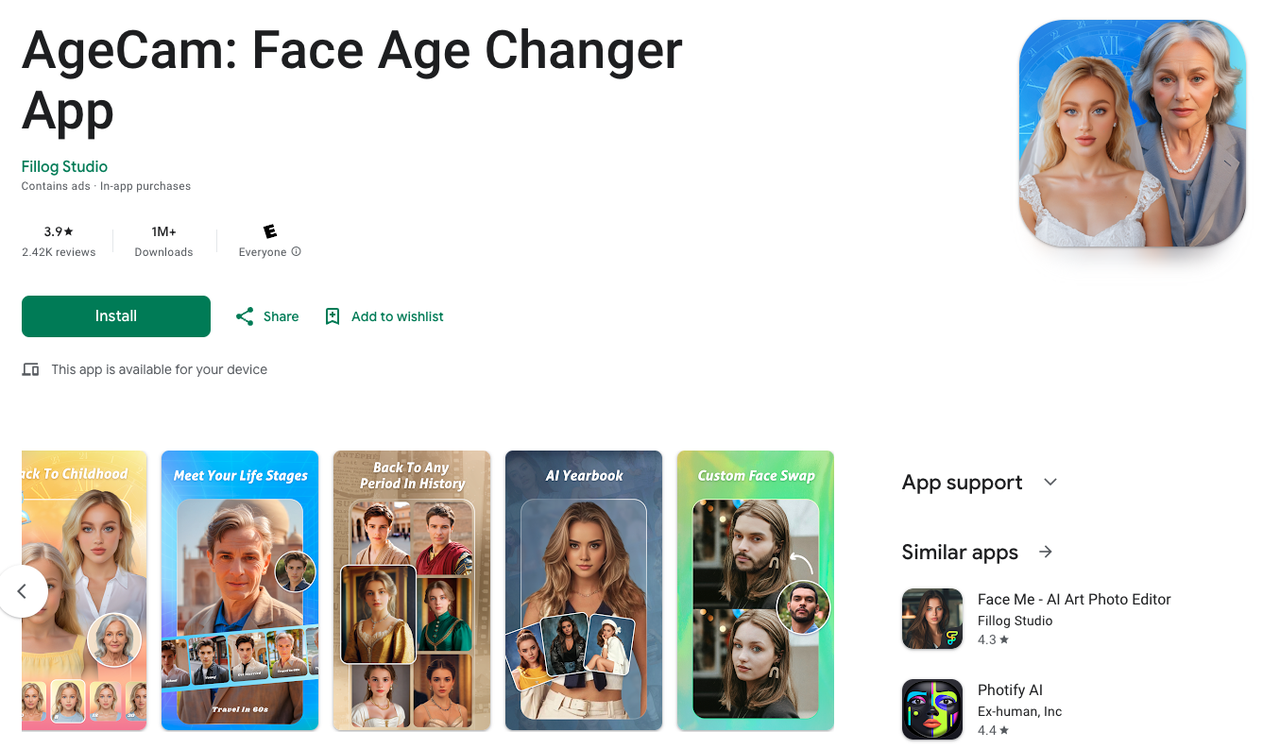 AgeCam: Face Age Changer
App
Fillog Studio
Contains ads · In-app purchases
3.9★
1M+
E
2.42K reviews
Downloads
Everyone
Install
Share
Add to wishlist
This app is available for your device
ack To Childhood
Meet Your Life Stages
Travel in 60s
Back To Any
Period In History
AI Yearbook
Custom Face Swap
App support
Similar apps
Face Me - AI Art Photo Editor
Fillog Studio
4.3★
Photify AI
Ex-human, Inc
4.4★